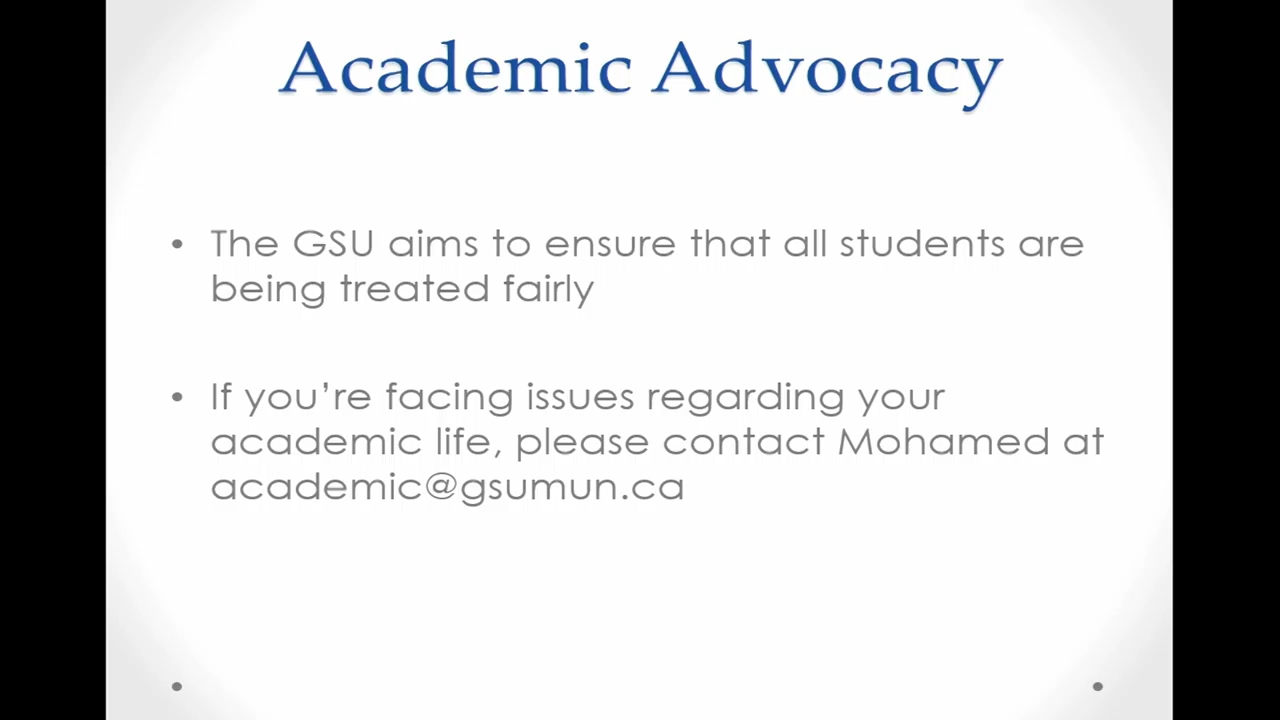 Academic Advocacy
• The GSU aims to ensure that all students are
being treated fairly
• If you’re facing issues regarding your
academic life, please contact Mohamed at
academic@gsumun.ca